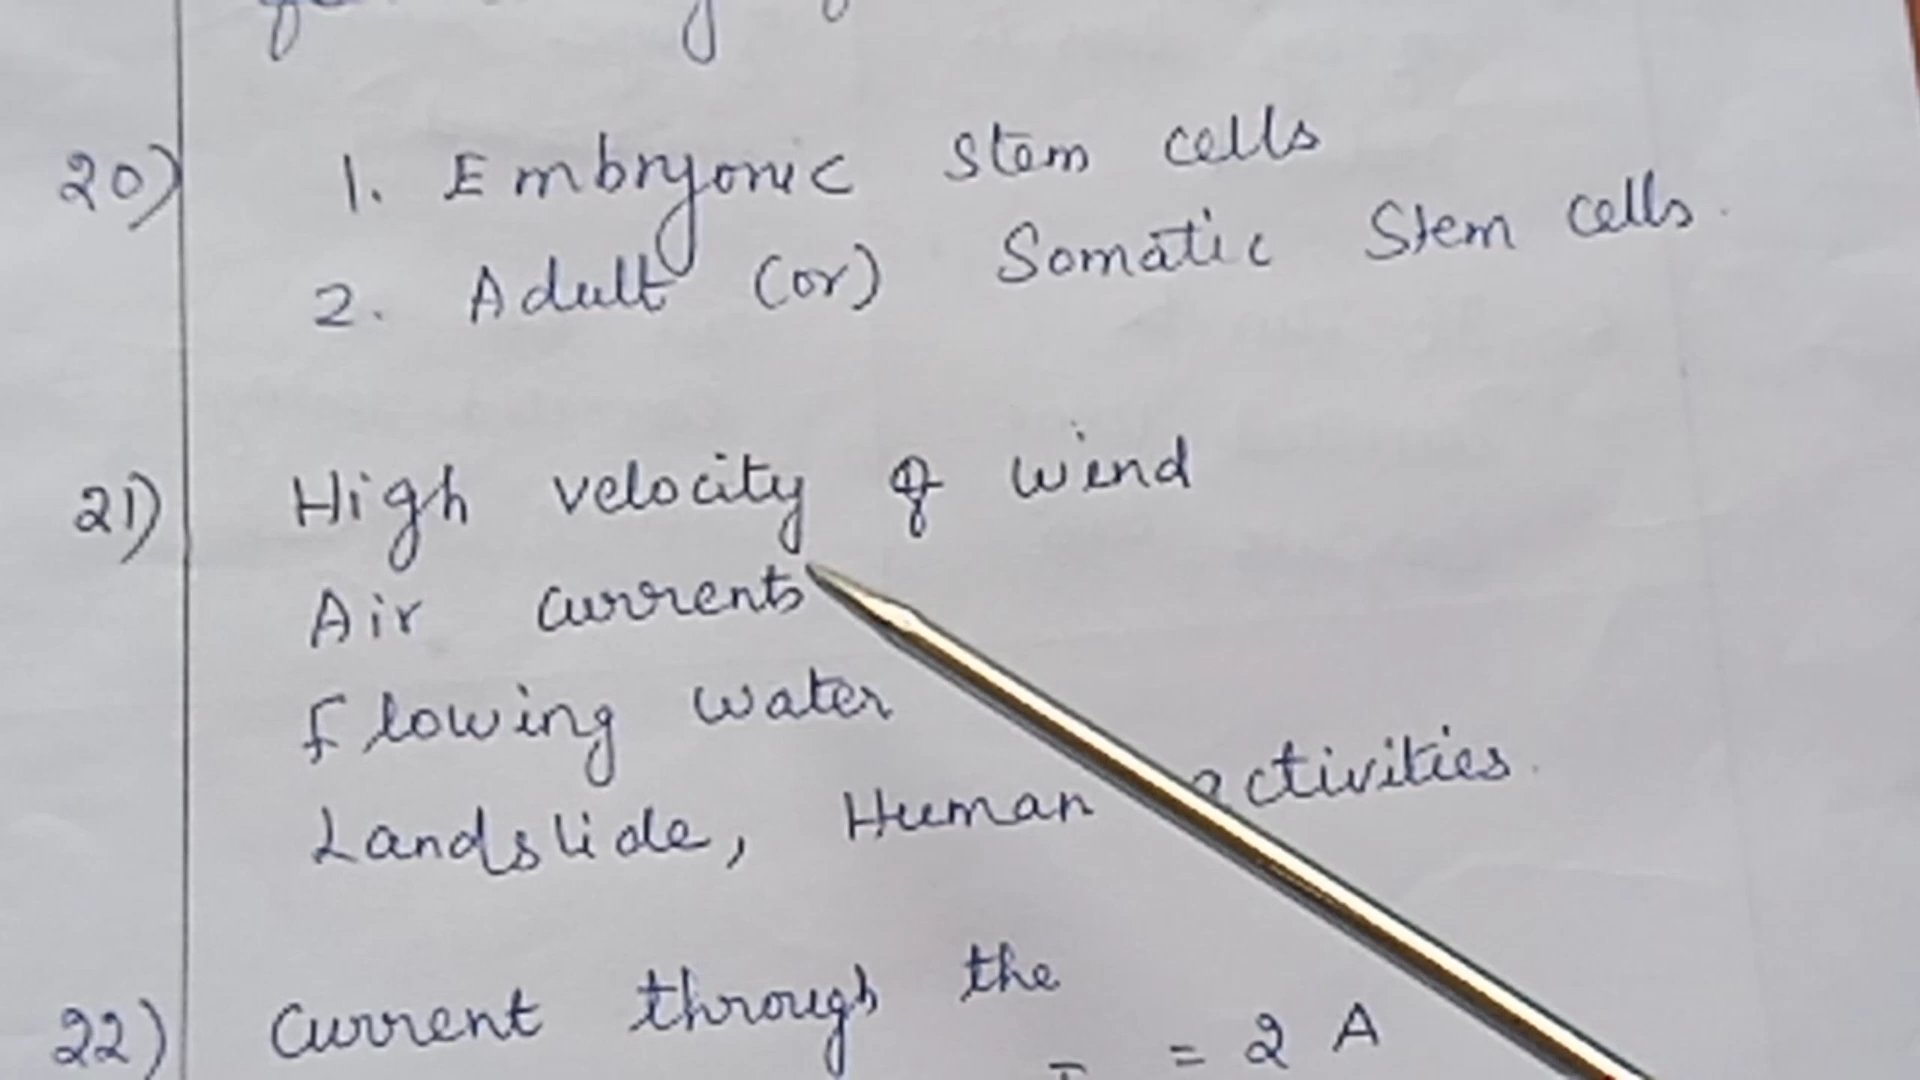 20) 1. Embryonic Stem cells
2. Adult (or) Somatic Stem cells.
21) High velocity of wind
Air currents
Flowing water
Landslide, Human activities.
22) Current through the
I = 2 A